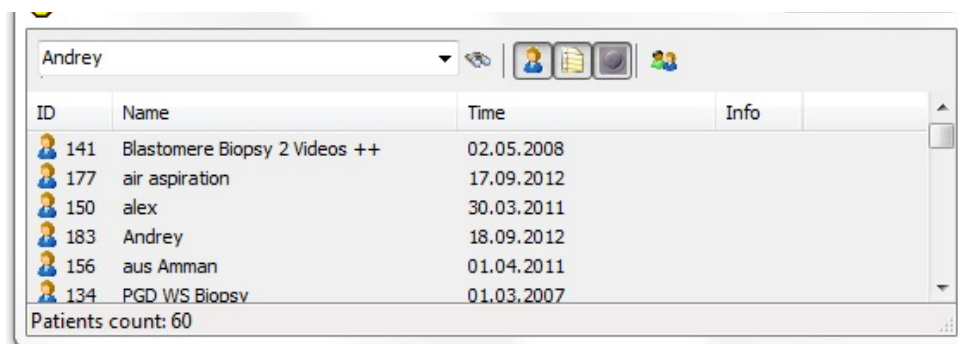 Andrey
ID Name Time Info
141 Blastomere Biopsy 2 Videos ++ 02.05.2008
177 air aspiration 17.09.2012
150 alex 30.03.2011
183 Andrey 18.09.2012
156 aus Amman 01.04.2011
134 PGD WS Biopsy 01.03.2007
Patients count: 60